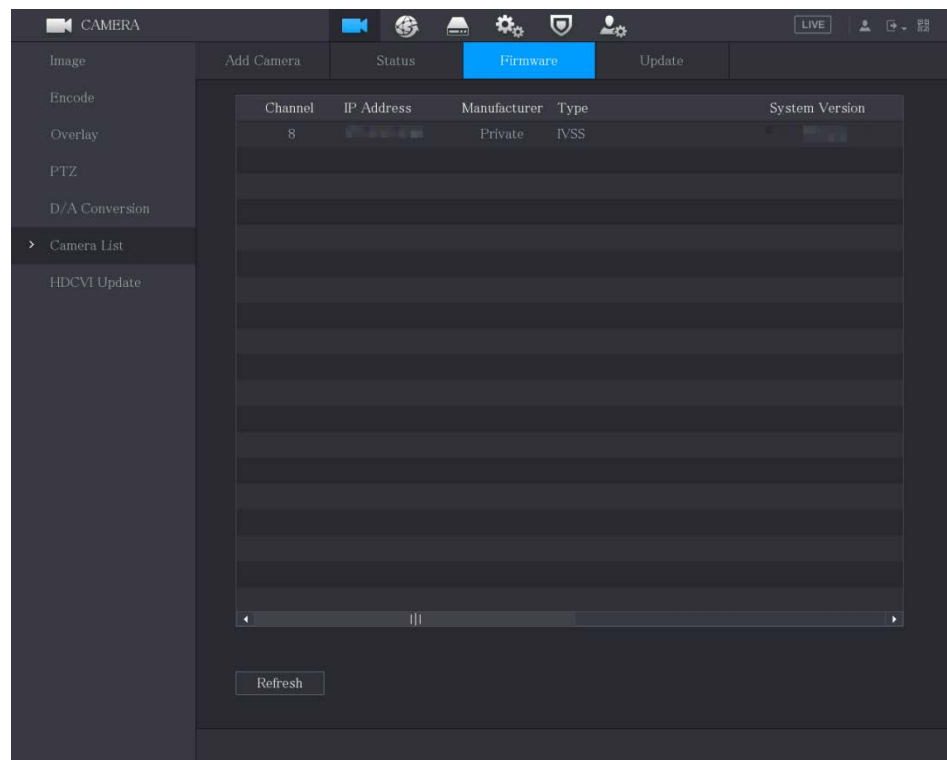 CAMERA LIVE
Image Add Camera Status Firmware Update
Encode
Channel IP Address Manufacturer Type System Version
Overlay 8 Private IVSS
PTZ
D/A Conversion
Camera List
HDCVI Update
Refresh